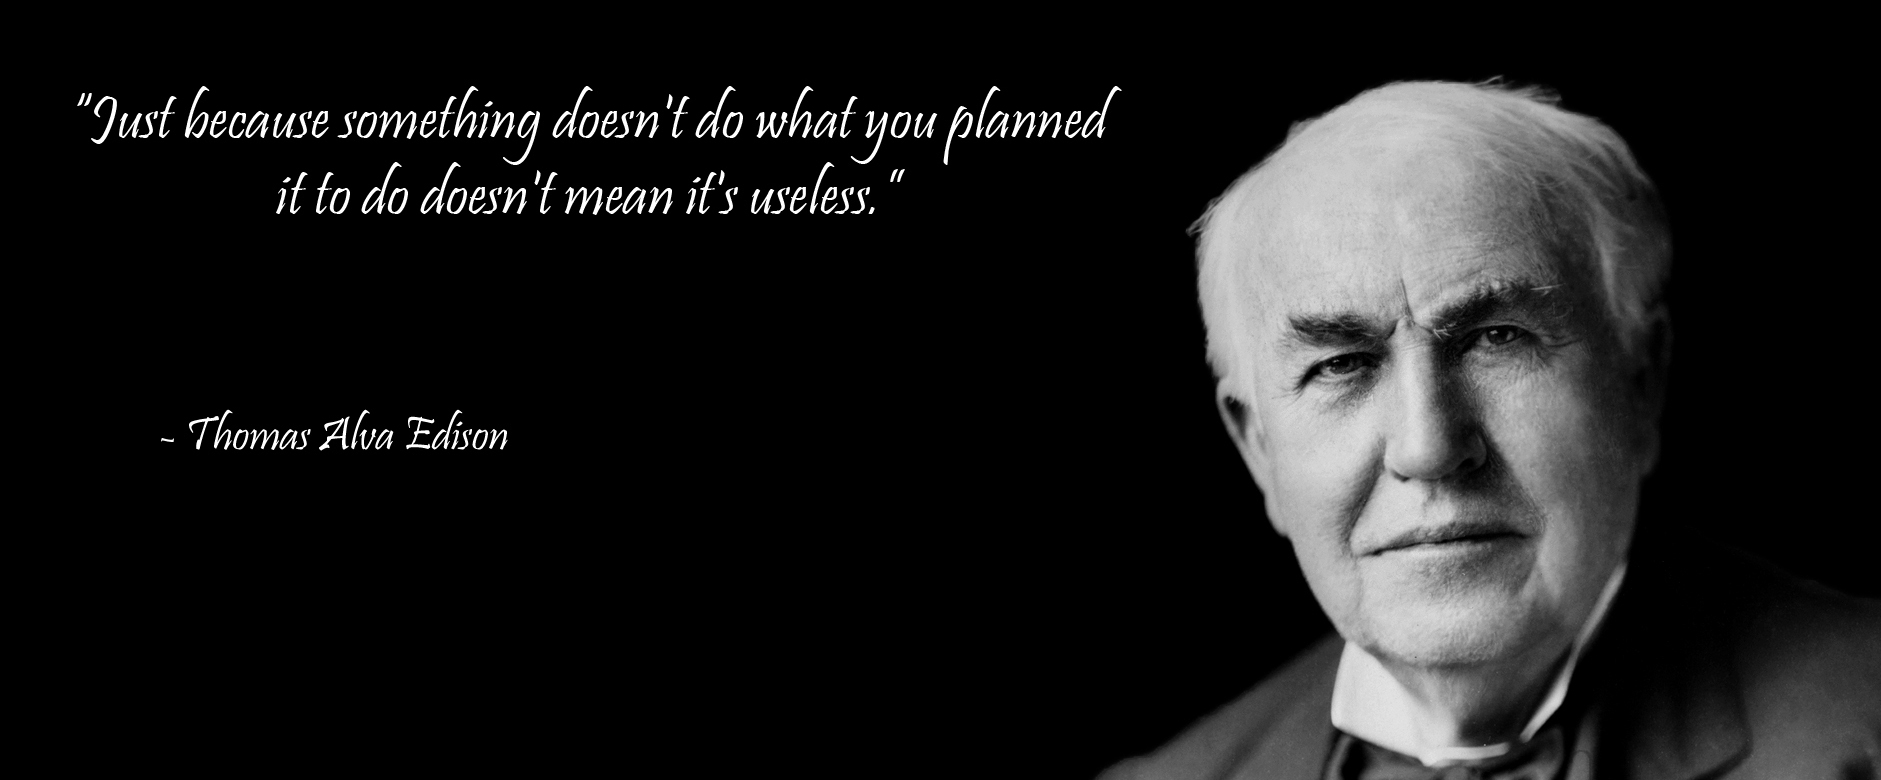 "Just because something doesn't do what you planned
it to do doesn't mean it's useless."
~ Thomas Alva Edison